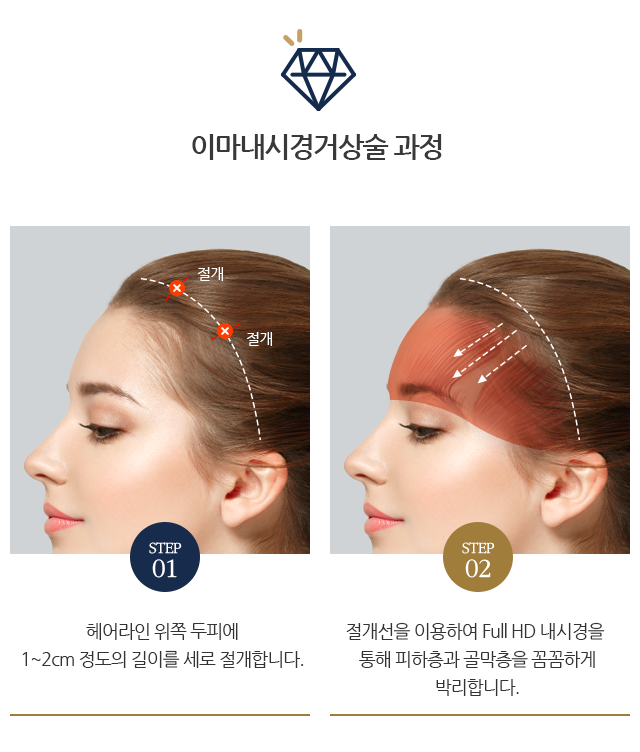 이마내시경거상술 과정
절개
절개
STEP
01
헤어라인 위쪽 두피에
1~2cm 정도의 길이를 세로 절개합니다.
STEP
02
절개선을 이용하여 Full HD 내시경을
통해 피하층과 골막층을 꼼꼼하게
박리합니다.